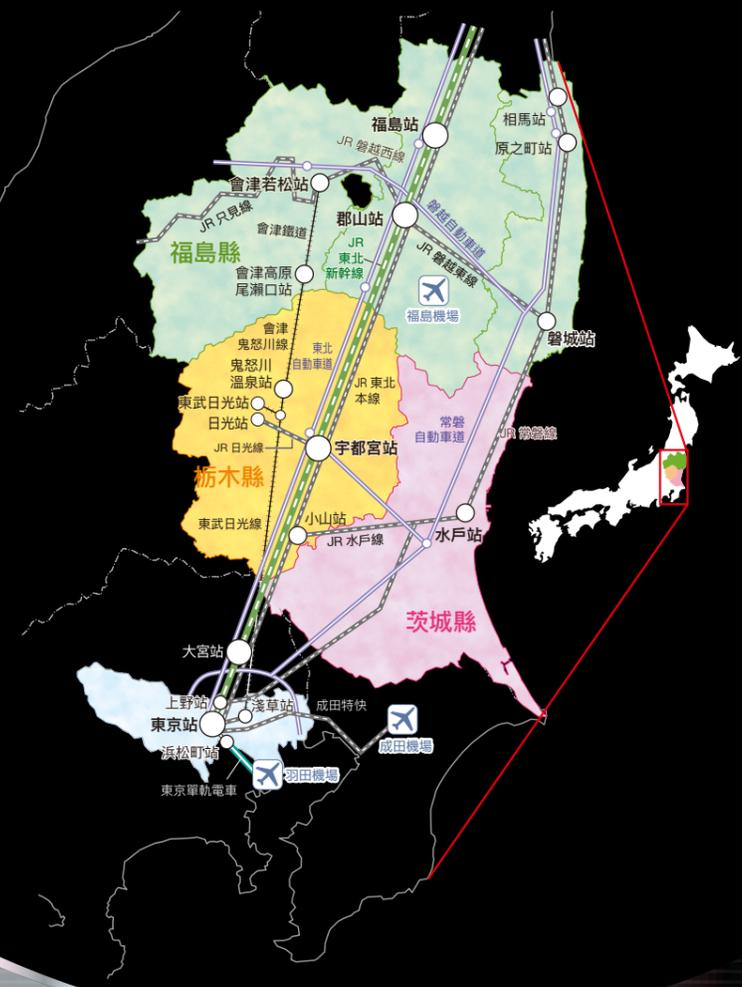 相馬站
福島站
原之町站
JR 磐越西線
會津若松站
JR 只見線
郡山站
磐越自動車道
會津鐵道
福島縣
JR
東北
新幹線
JR 磐越東線
會津高原
尾瀨口站
福島機場
磐城站
會津
鬼怒川線
東北
自動車道
鬼怒川
溫泉站
JR 東北
本線
東武日光站
日光站
常磐
自動車道
JR 常磐線
JR 日光線
宇都宮站
栃木縣
東武日光線
小山站
JR 水戶線
水戶站
茨城縣
大宮站
上野站
淺草站
成田特快
東京站
成田機場
浜松町站
羽田機場
東京單軌電車